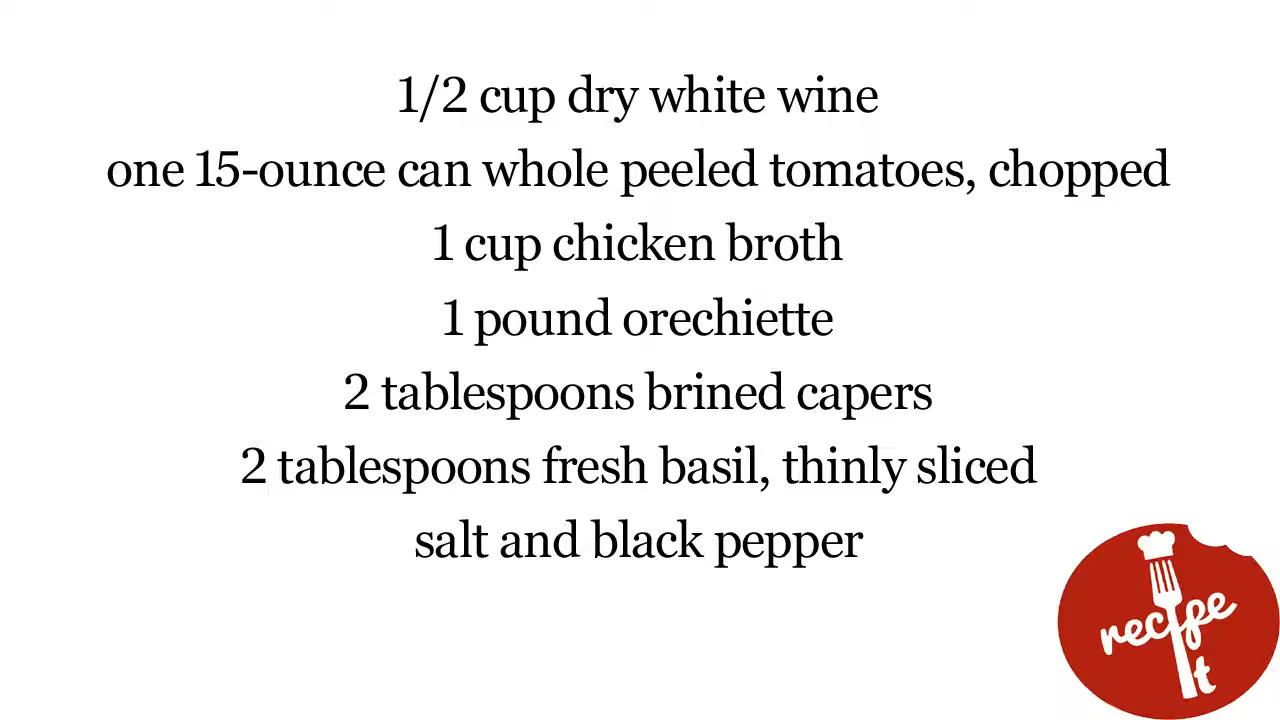 1/2 cup dry white wine
one 15-ounce can whole peeled tomatoes, chopped
1 cup chicken broth
1 pound orechiette
2 tablespoons brined capers
2 tablespoons fresh basil, thinly sliced
salt and black pepper
recipe
it